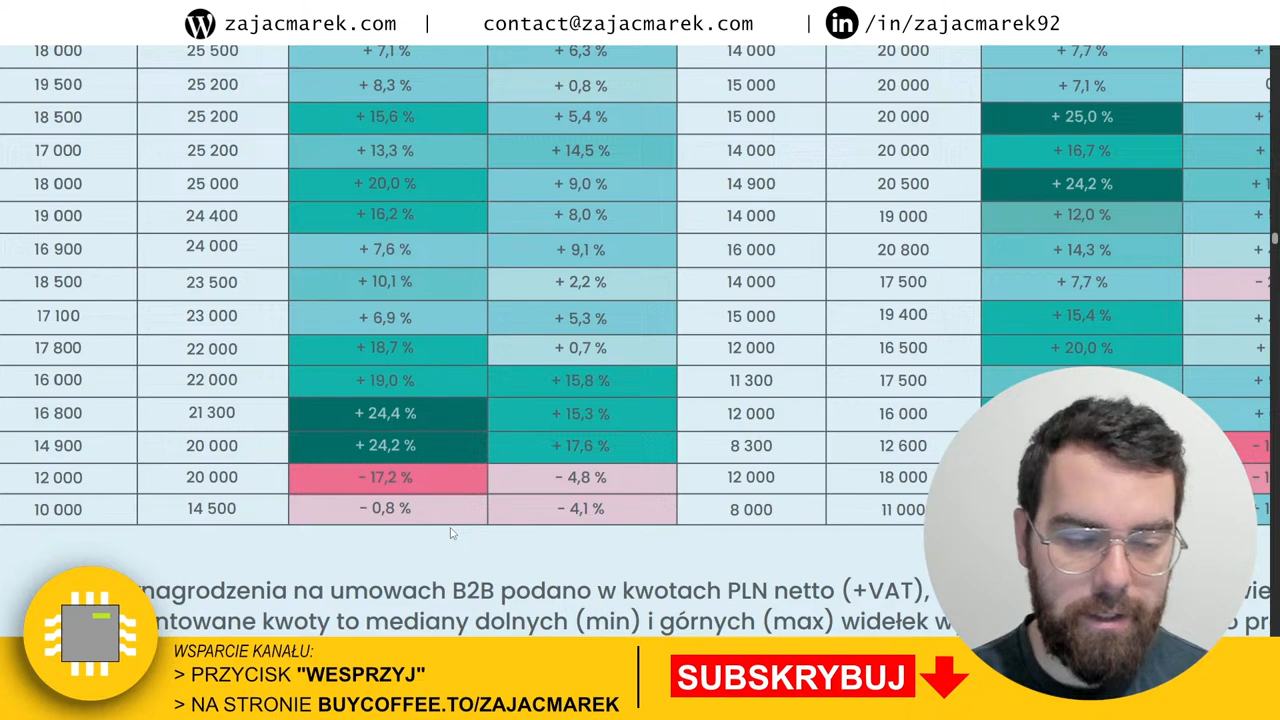 zajacmarek.com | contact@zajacmarek.com | /in/zajacmarek92
18 000 25 500 + 7,1 % + 6,3 % 14 000 20 000 + 7,7 % +
19 500 25 200 + 8,3 % + 0,8 % 15 000 20 000 + 7,1 %
18 500 25 200 + 15,6 % + 5,4 % 15 000 20 000 + 25,0 % +
17 000 25 200 + 13,3 % + 14,5 % 14 000 20 000 + 16,7 % +
18 000 25 000 + 20,0 % + 9,0 % 14 900 20 500 + 24,2 % +
19 000 24 400 + 16,2 % + 8,0 % 14 000 19 000 + 12,0 % +
16 900 24 000 + 7,6 % + 9,1 % 16 000 20 800 + 14,3 % +
18 500 23 500 + 10,1 % + 2,2 % 14 000 17 500 + 7,7 % -
17 100 23 000 + 6,9 % + 5,3 % 15 000 19 400 + 15,4 % +
17 800 22 000 + 18,7 % + 0,7 % 12 000 16 500 + 20,0 % +
16 000 22 000 + 19,0 % + 15,8 % 11 300 17 500 +
16 800 21 300 + 24,4 % + 15,3 % 12 000 16 000 +
14 900 20 000 + 24,2 % + 17,6 % 8 300 12 600 - 1
12 000 20 000 - 17,2 % - 4,8 % 12 000 18 000 - 1
10 000 14 500 - 0,8 % - 4,1 % 8 000 11 000
nagrodzenia na umowach B2B podano w kwotach PLN netto (+VAT),
ntowane kwoty to mediany dolnych (min) i górnych (max) widełek w
WSPARCIE KANAŁU:
> PRZYCISK "WESPRZYJ"
> NA STRONIE BUYCOFFEE.TO/ZAJACMAREK
SUBSKRYBUJ